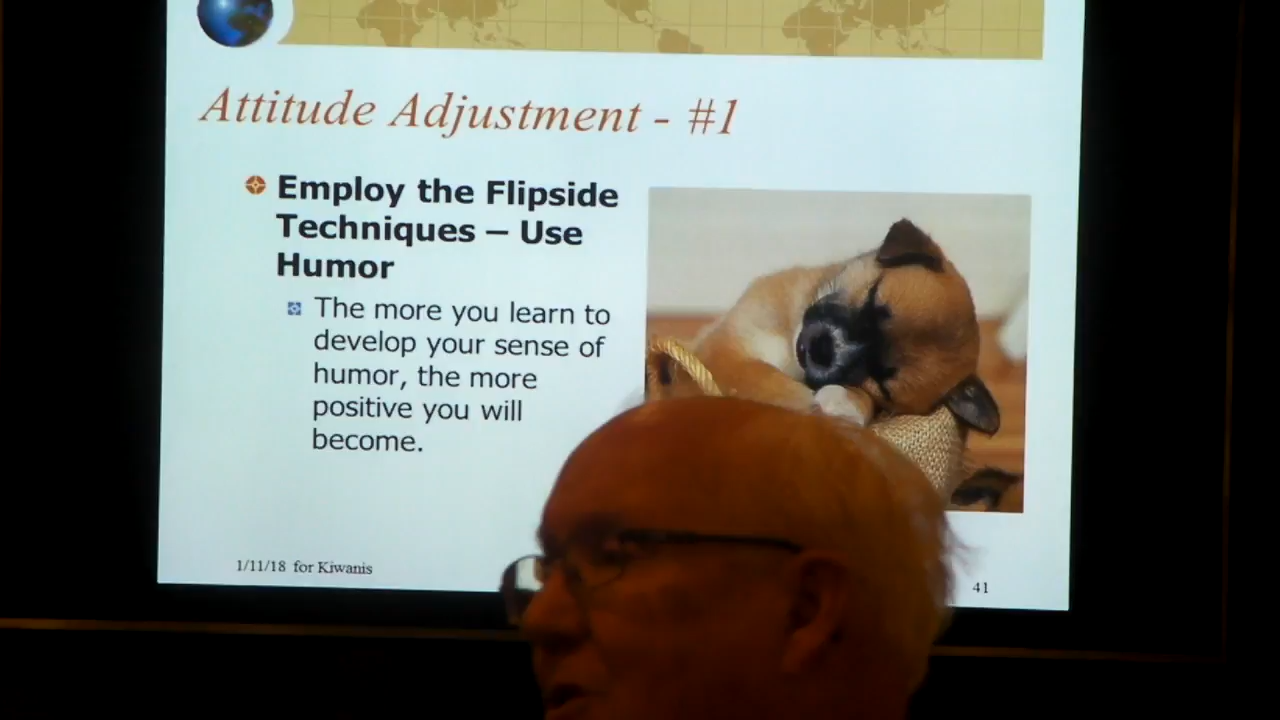 Attitude Adjustment - #1
Employ the Flipside
Techniques – Use
Humor
The more you learn to
develop your sense of
humor, the more
positive you will
become.
1/11/18 for Kiwanis
41